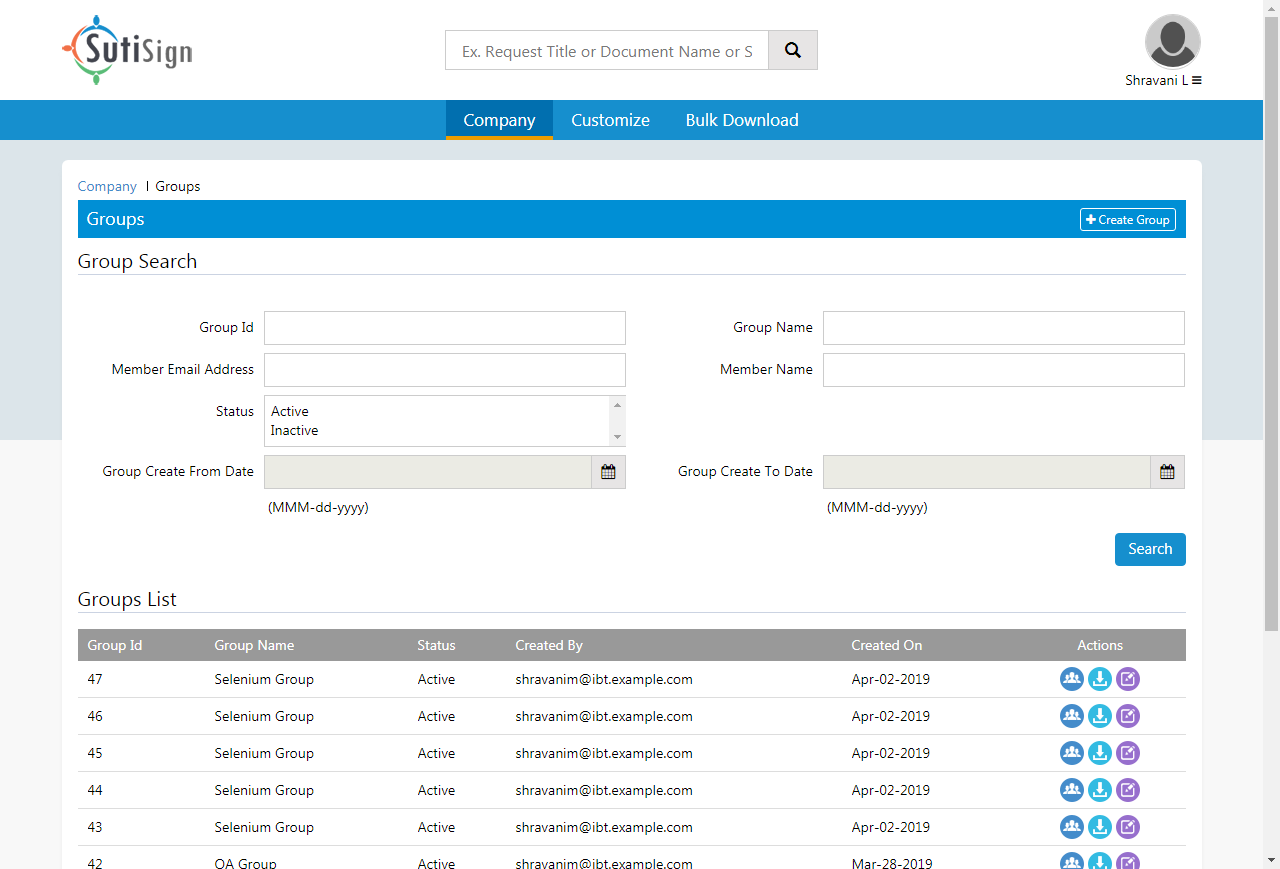 SutiSign
Ex. Request Title or Document Name or S
Shravani L
Company Customize Bulk Download
Company | Groups
Groups Create Group
Group Search
Group Id Group Name
Member Email Address Member Name
Status Active
Inactive
Group Create From Date Group Create To Date
(MMM-dd-yyyy) (MMM-dd-yyyy)
Search
Groups List
Group Id Group Name Status Created By Created On Actions
47 Selenium Group Active shravanim@ibt.example.com Apr-02-2019
46 Selenium Group Active shravanim@ibt.example.com Apr-02-2019
45 Selenium Group Active shravanim@ibt.example.com Apr-02-2019
44 Selenium Group Active shravanim@ibt.example.com Apr-02-2019
43 Selenium Group Active shravanim@ibt.example.com Apr-02-2019
42 QA Group Active shravanim@ibt.example.com Mar-28-2019